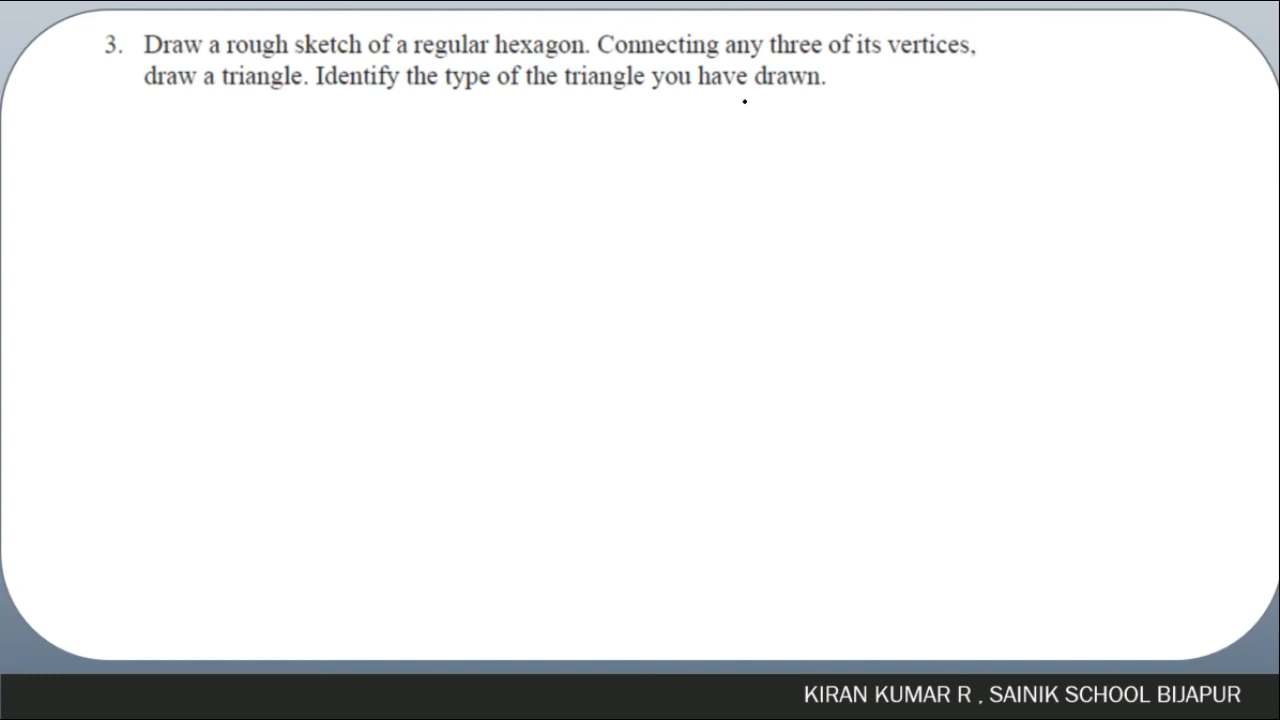 3. Draw a rough sketch of a regular hexagon. Connecting any three of its vertices,
draw a triangle. Identify the type of the triangle you have drawn.
KIRAN KUMAR R , SAINIK SCHOOL BIJAPUR